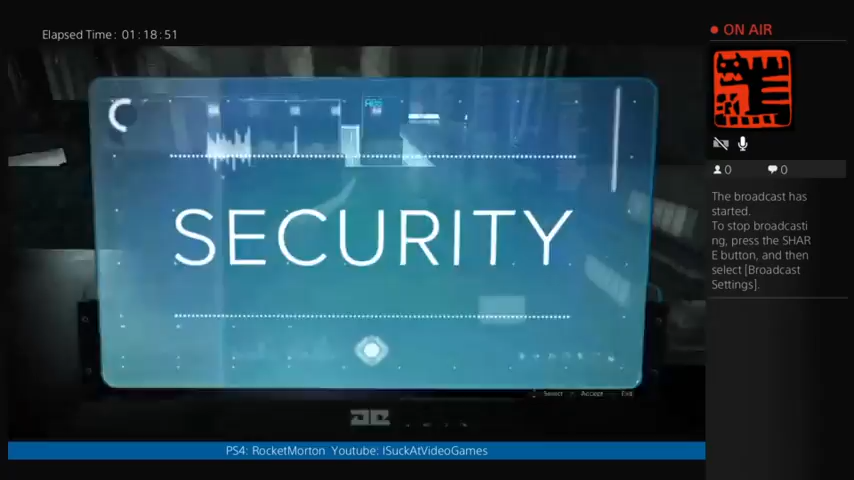 Elapsed Time : 01:18:51
ON AIR
SECURITY
0 0
The broadcast has
started.
To stop broadcasti
ng, press the SHAR
E button, and then
select [Broadcast
Settings].
Select Accept Exit
PS4: RocketMorton Youtube: ISuckAtVideoGames